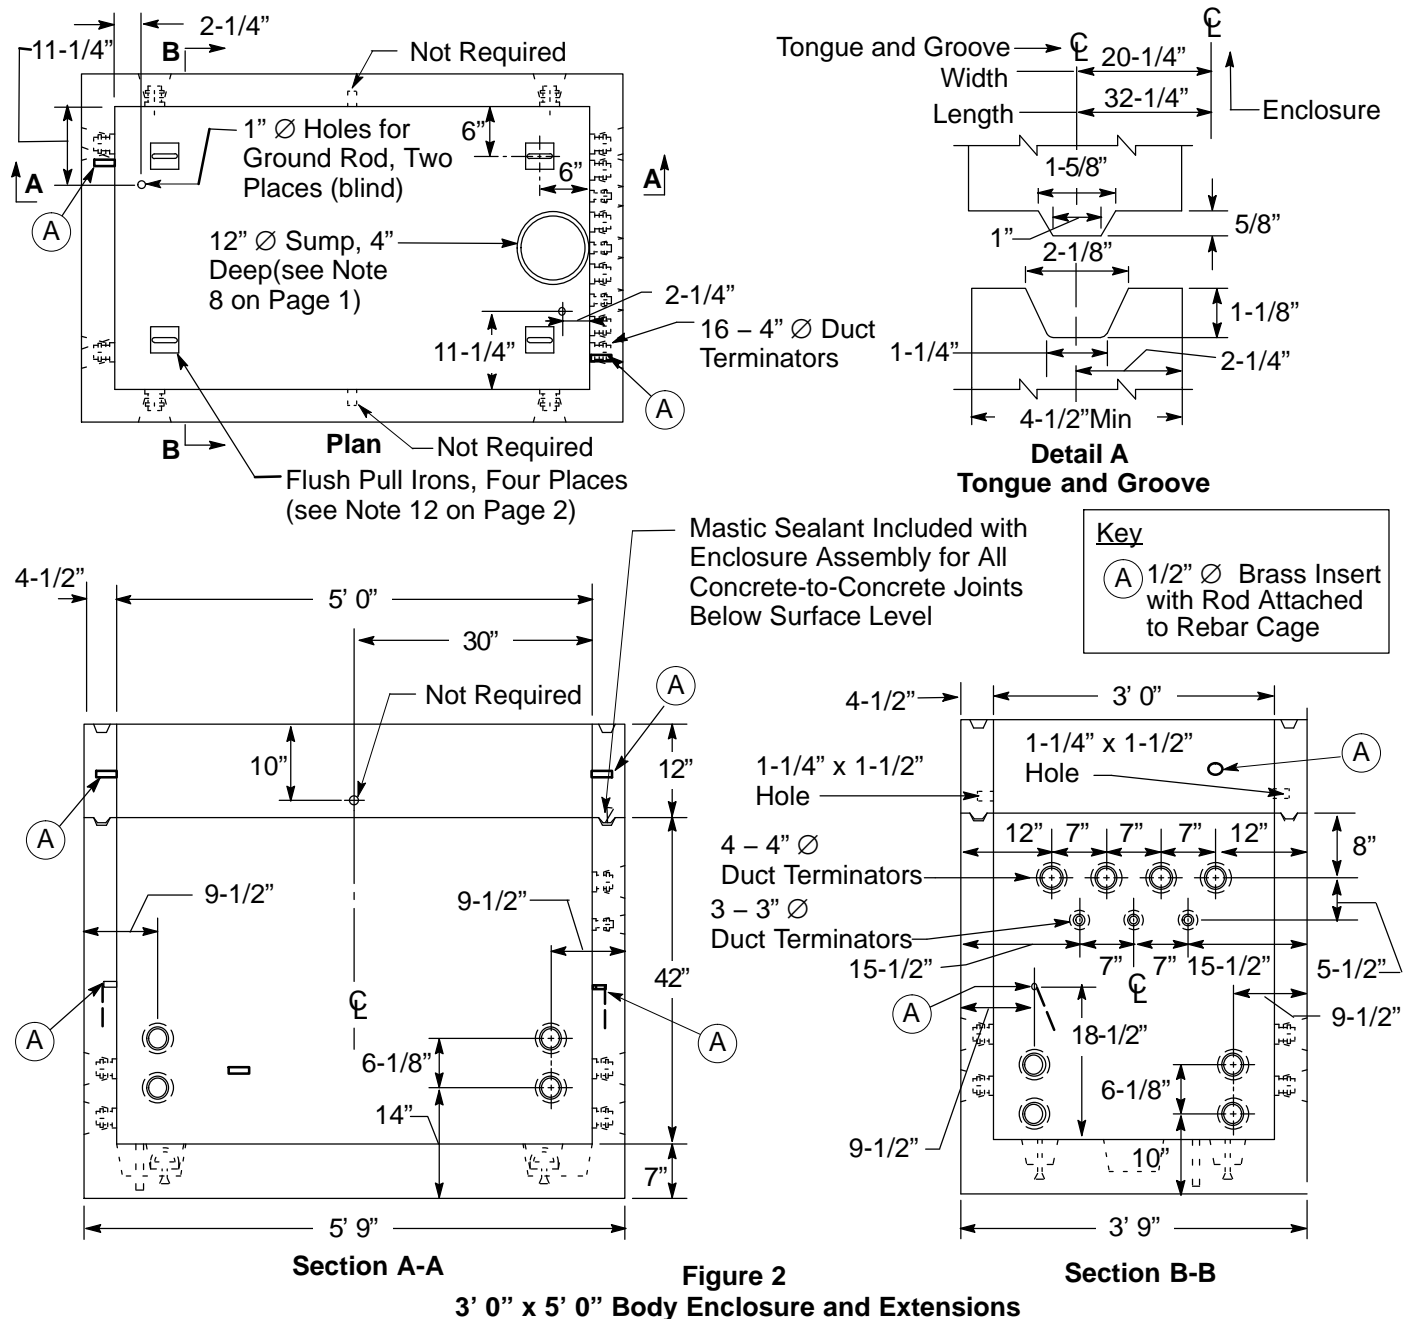 2-1/4”
11-1/4”
B
Not Required
1” ∅ Holes for
Ground Rod, Two
Places (blind)
6”
6”
A
A
A
12” ∅ Sump, 4”
Deep(see Note
8 on Page 1)
2-1/4”
16 – 4” ∅ Duct
Terminators
11-1/4”
A
B
Plan
Not Required
Flush Pull Irons, Four Places
(see Note 12 on Page 2)
Tongue and Groove
℄
℄
Width
20-1/4”
Length
32-1/4”
Enclosure
1-5/8”
1”
5/8”
2-1/8”
1-1/8”
1-1/4”
2-1/4”
4-1/2”Min
Detail A
Tongue and Groove
Mastic Sealant Included with
Enclosure Assembly for All
Concrete-to-Concrete Joints
Below Surface Level
Key
A 1/2” ∅ Brass Insert
with Rod Attached
to Rebar Cage
4-1/2”
5’ 0”
30”
Not Required
A
10”
12”
A
9-1/2”
9-1/2”
42”
℄
A
A
6-1/8”
14”
7”
5’ 9”
Section A-A
4-1/2”
3’ 0”
1-1/4” x 1-1/2”
Hole
1-1/4” x 1-1/2”
Hole
A
12” 7” 7” 7” 12”
8”
4 – 4” ∅
Duct Terminators
3 – 3” ∅
Duct Terminators
15-1/2”
7” 7” 15-1/2”
5-1/2”
℄
A
18-1/2”
9-1/2”
6-1/8”
9-1/2”
10”
3’ 9”
Section B-B
Figure 2
3’ 0” x 5’ 0” Body Enclosure and Extensions